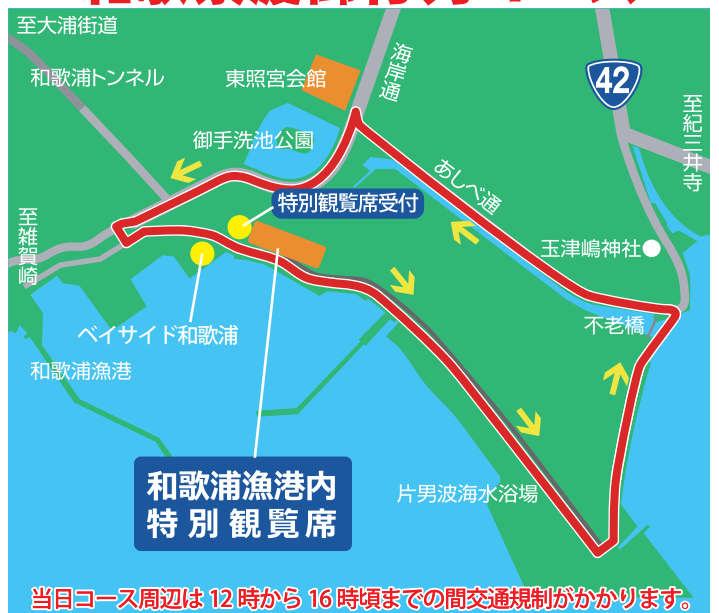 至大浦街道
和歌浦トンネル
東照宮会館
海岸通
42
至紀三井寺
御手洗池公園
あしべ通
特別観覧席受付
至雑賀崎
玉津嶋神社
不老橋
ベイサイド和歌浦
和歌浦漁港
和歌浦漁港内
特別観覧席
片男波海水浴場
当日コース周辺は12時から16時頃までの間交通規制がかかります。